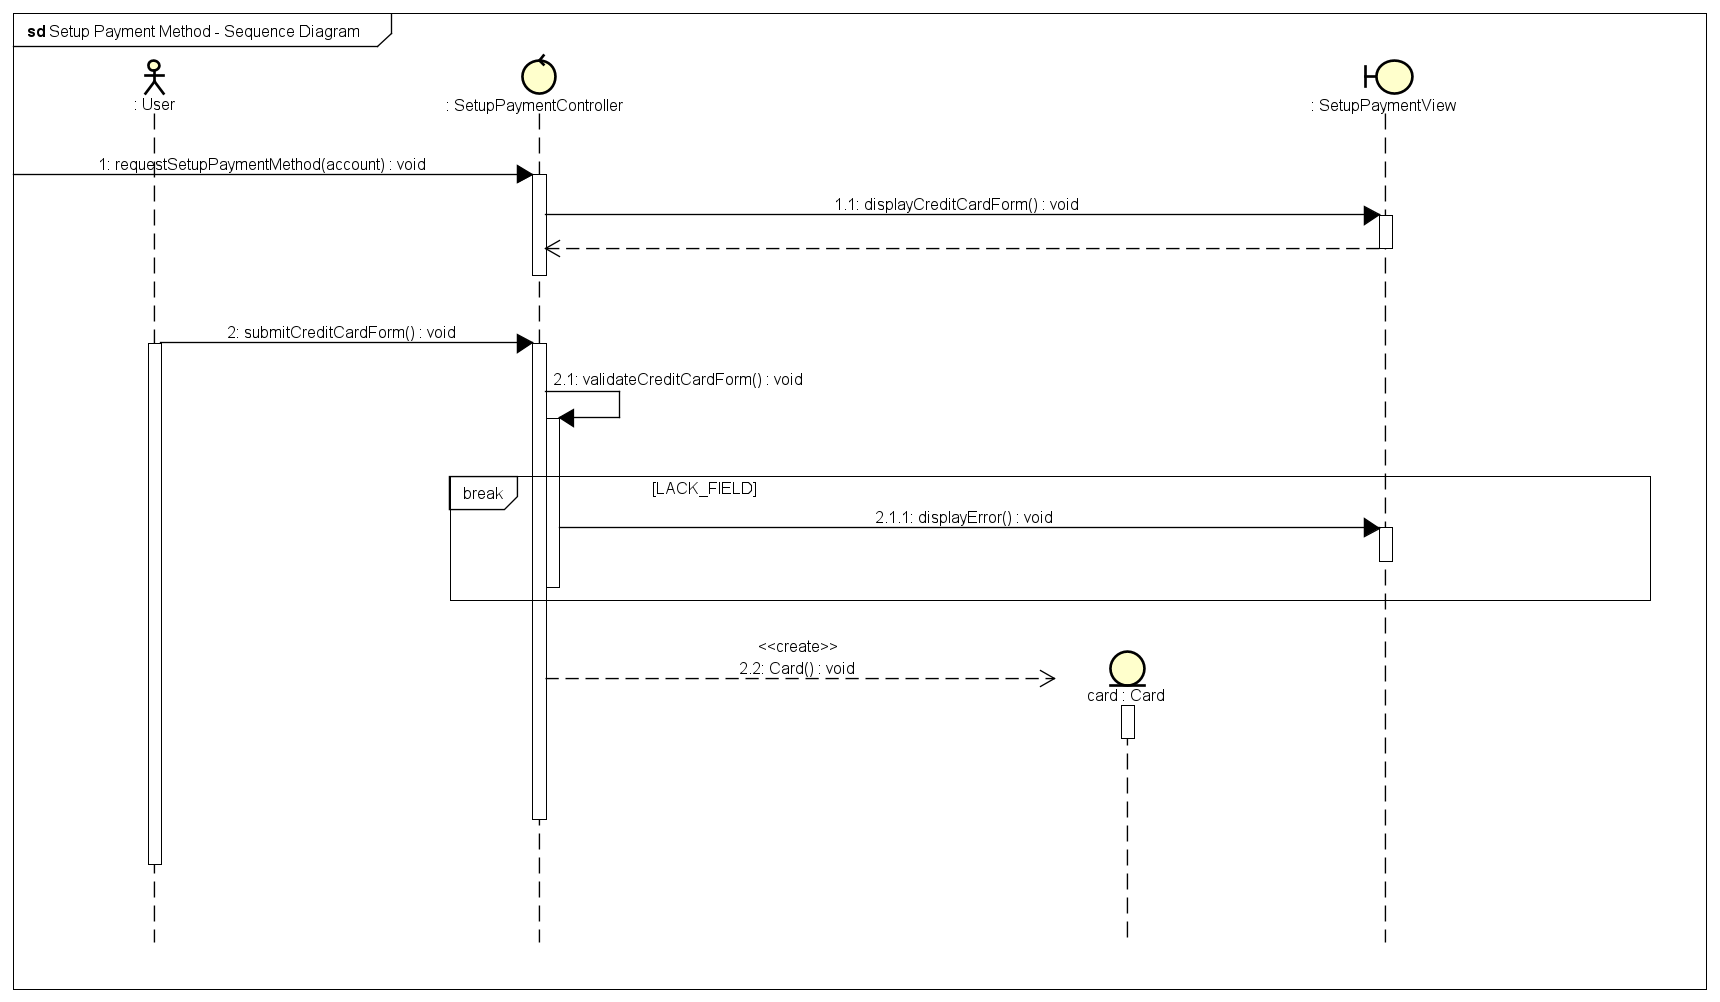 sd Setup Payment Method - Sequence Diagram
: User
: SetupPaymentController
: SetupPaymentView
1: requestSetupPaymentMethod(account) : void
1.1: displayCreditCardForm() : void
2: submitCreditCardForm() : void
2.1: validateCreditCardForm() : void
break
[LACK_FIELD]
2.1.1: displayError() : void
<<create>>
2.2: Card() : void
card : Card